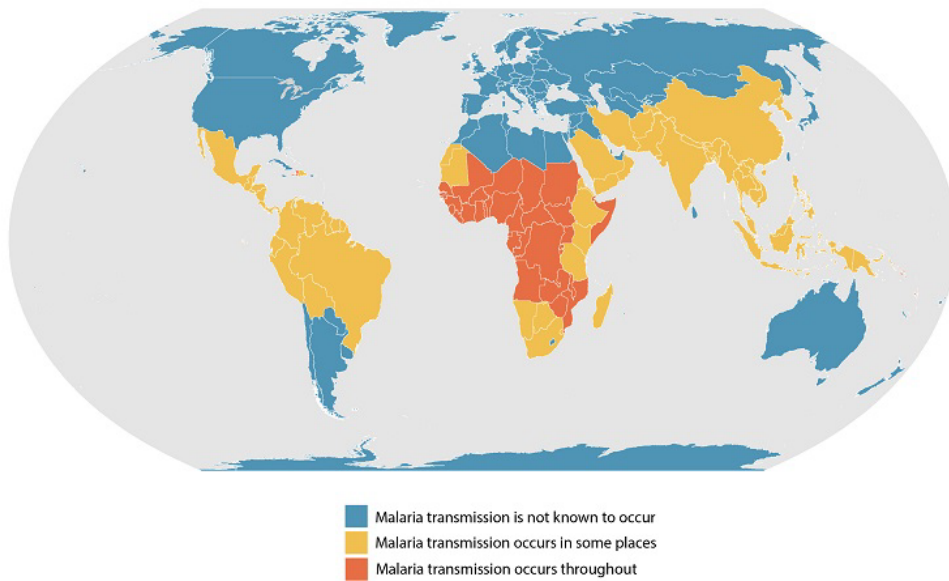 Malaria transmission is not known to occur
Malaria transmission occurs in some places
Malaria transmission occurs throughout